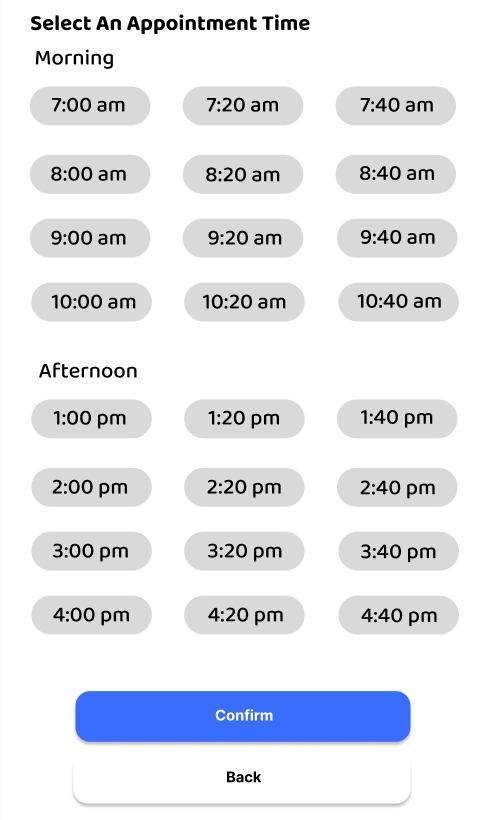 Select An Appointment Time
Morning
7:00 am 7:20 am 7:40 am
8:00 am 8:20 am 8:40 am
9:00 am 9:20 am 9:40 am
10:00 am 10:20 am 10:40 am
Afternoon
1:00 pm 1:20 pm 1:40 pm
2:00 pm 2:20 pm 2:40 pm
3:00 pm 3:20 pm 3:40 pm
4:00 pm 4:20 pm 4:40 pm
Confirm
Back